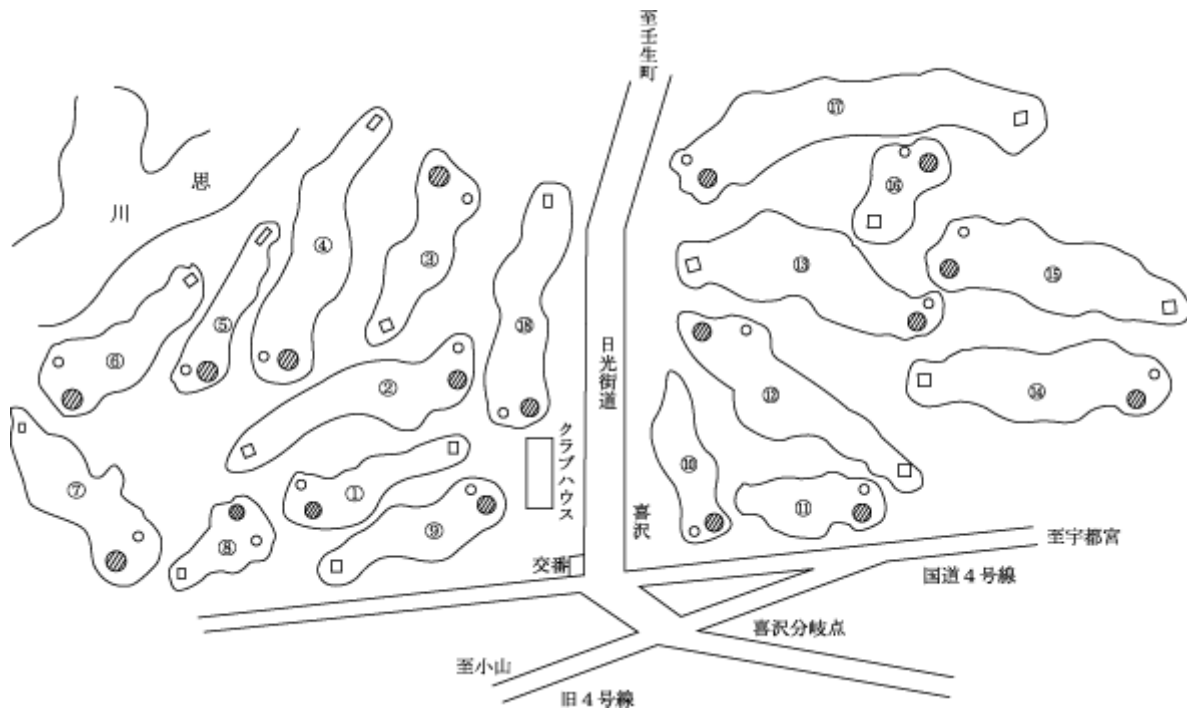 至壬生町
⑰
思
川
⑯
④
③
⑬
⑮
⑤
⑱
⑥
日光街道
②
⑭
⑫
クラブハウス
⑩
⑦
①
喜沢
⑪
⑨
⑧
至宇都宮
交番
国道4号線
喜沢分岐点
至小山
旧4号線